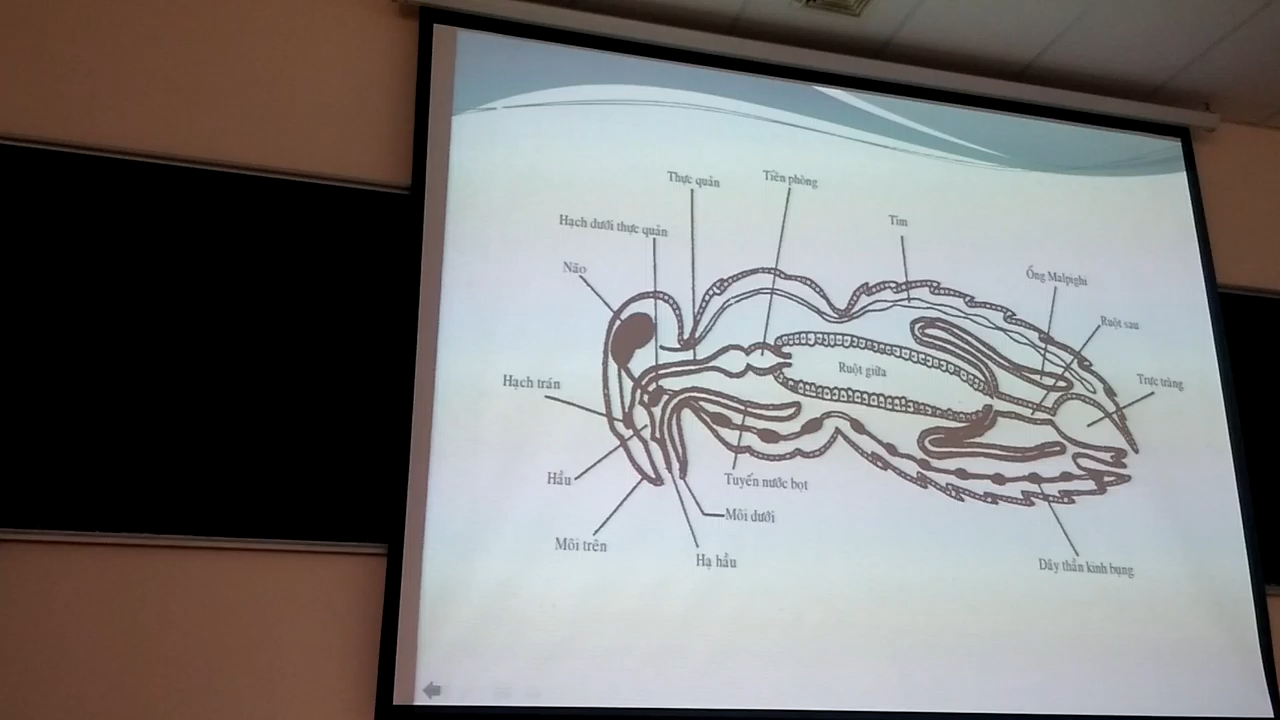 Thực quản
Tiền phòng
Hạch dưới thực quản
Tim
Não
Ống Malpighi
Ruột sau
Ruột giữa
Trực tràng
Hạch trán
Hầu
Tuyến nước bọt
Môi dưới
Môi trên
Hạ hầu
Dây thần kinh bụng